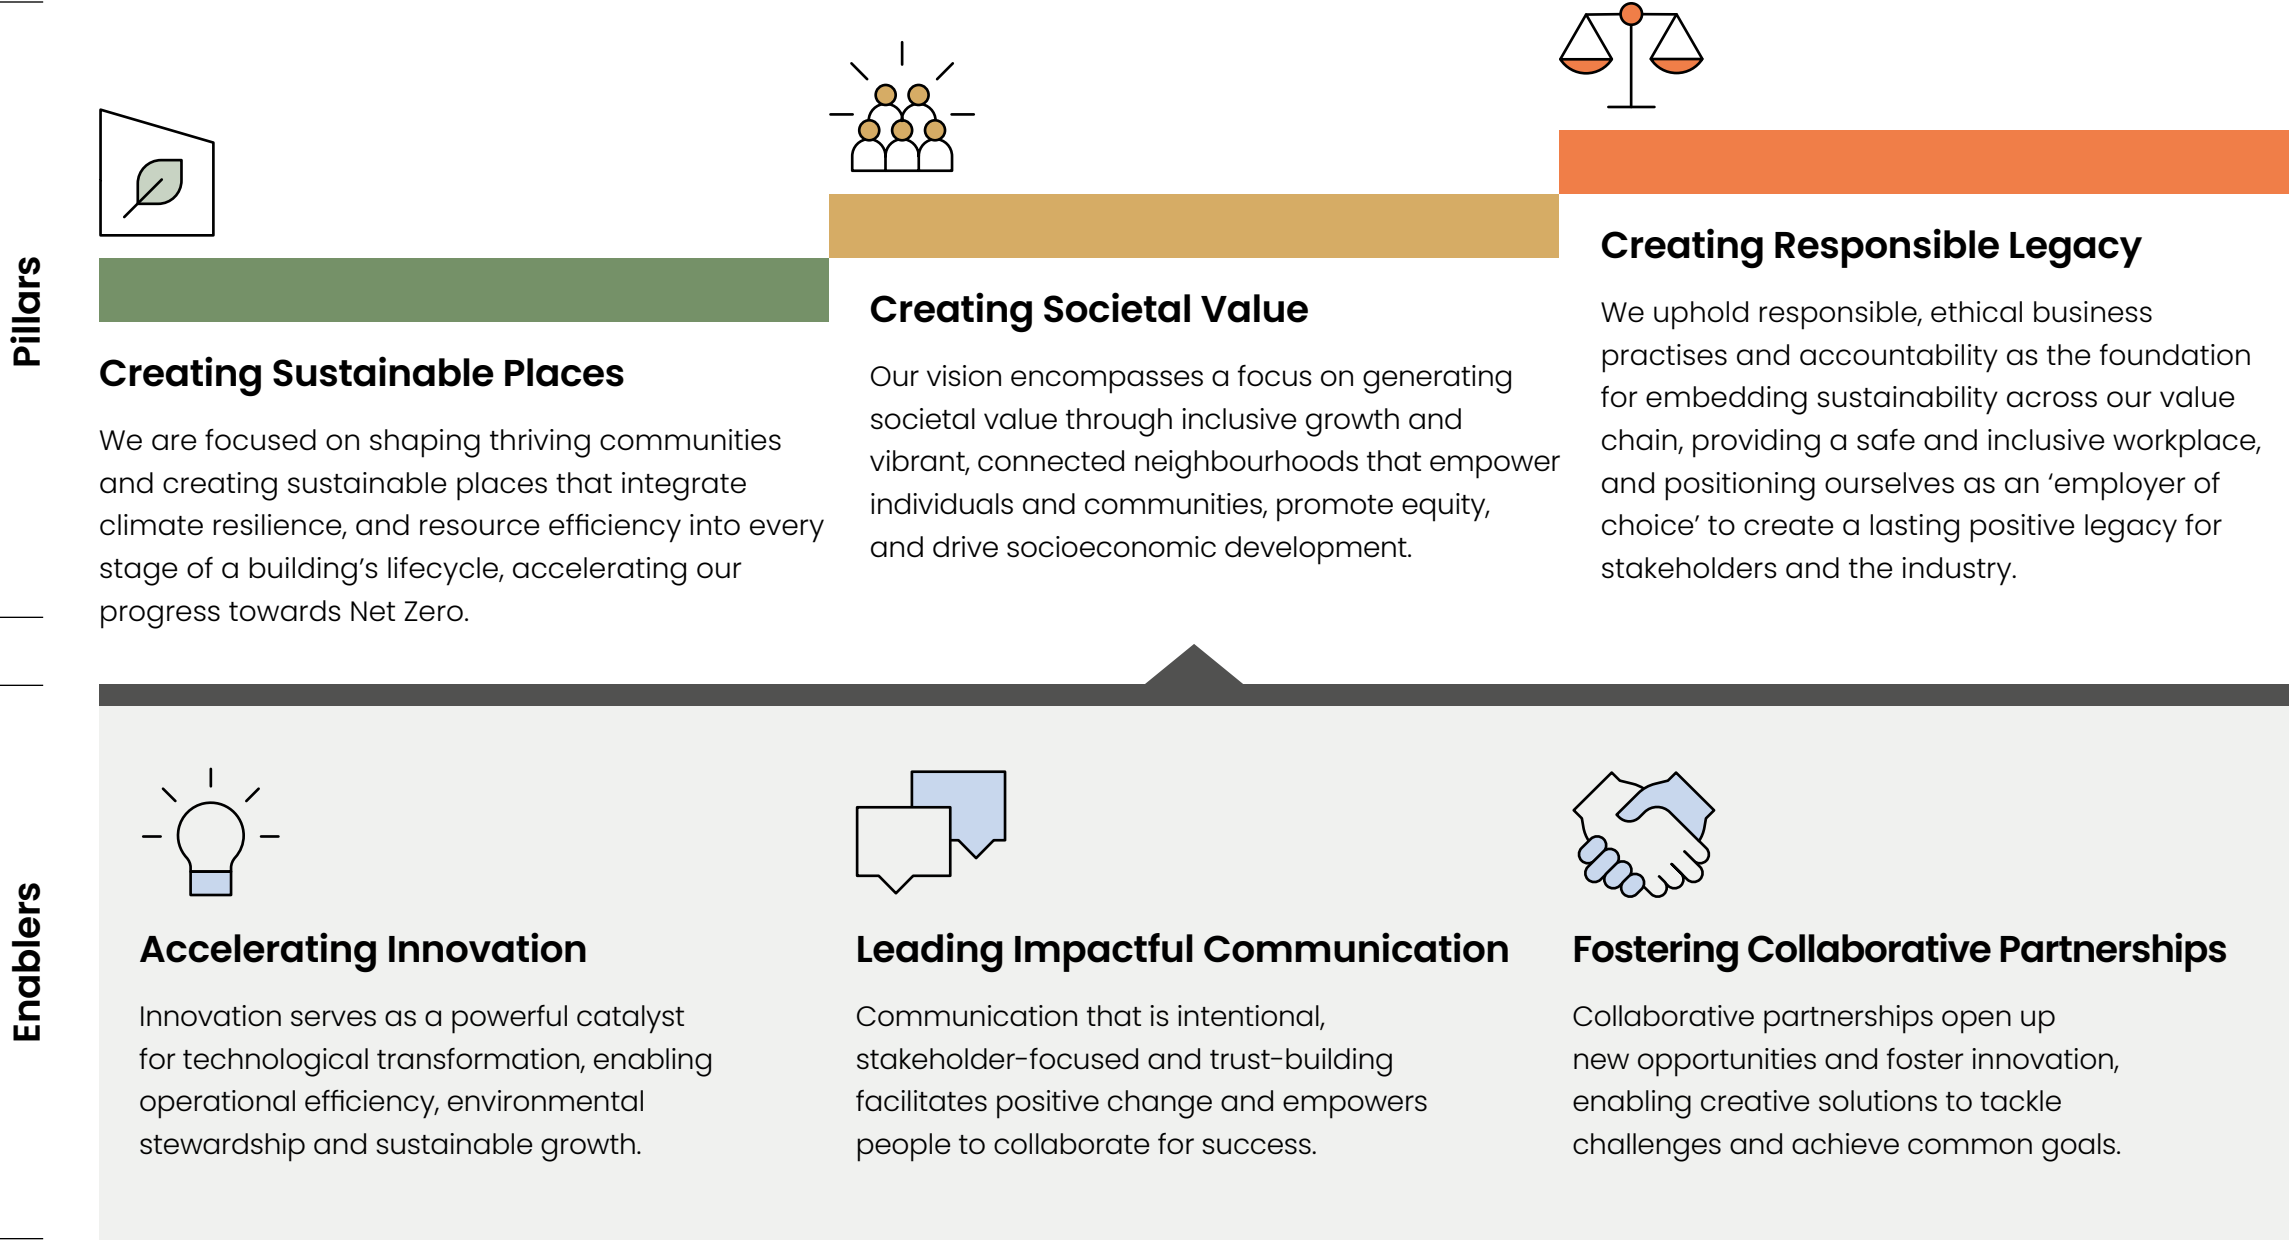 Pillars
Creating Sustainable Places
We are focused on shaping thriving communities
and creating sustainable places that integrate
climate resilience, and resource efficiency into every
stage of a building’s lifecycle, accelerating our
progress towards Net Zero.
Creating Societal Value
Our vision encompasses a focus on generating
societal value through inclusive growth and
vibrant, connected neighbourhoods that empower
individuals and communities, promote equity,
and drive socioeconomic development.
Creating Responsible Legacy
We uphold responsible, ethical business
practises and accountability as the foundation
for embedding sustainability across our value
chain, providing a safe and inclusive workplace,
and positioning ourselves as an ‘employer of
choice’ to create a lasting positive legacy for
stakeholders and the industry.
Enablers
Accelerating Innovation
Innovation serves as a powerful catalyst
for technological transformation, enabling
operational efficiency, environmental
stewardship and sustainable growth.
Leading Impactful Communication
Communication that is intentional,
stakeholder-focused and trust-building
facilitates positive change and empowers
people to collaborate for success.
Fostering Collaborative Partnerships
Collaborative partnerships open up
new opportunities and foster innovation,
enabling creative solutions to tackle
challenges and achieve common goals.